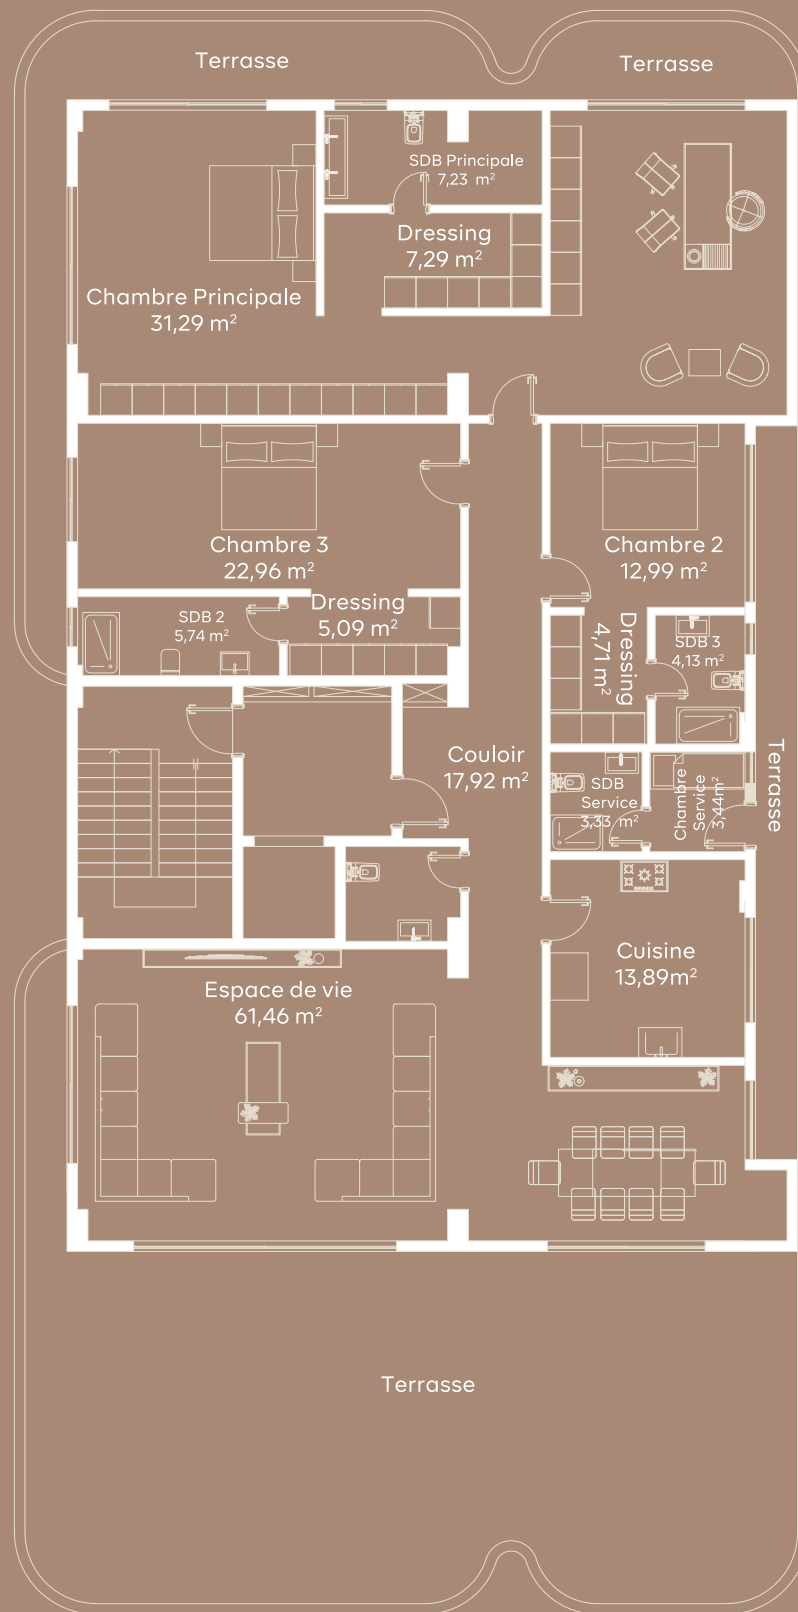 Terrasse
Terrasse
SDB Principale
7,23 m²
Dressing
7,29 m²
Chambre Principale
31,29 m²
Chambre 3
22,96 m²
Chambre 2
12,99 m²
SDB 2
5,74 m²
Dressing
5,09 m²
Dressing
4,71 m²
SDB 3
4,13 m²
Couloir
17,92 m²
SDB
Service
3,33 m²
Chambre
Service
3,44m²
Terrasse
Cuisine
13,89m²
Espace de vie
61,46 m²
Terrasse